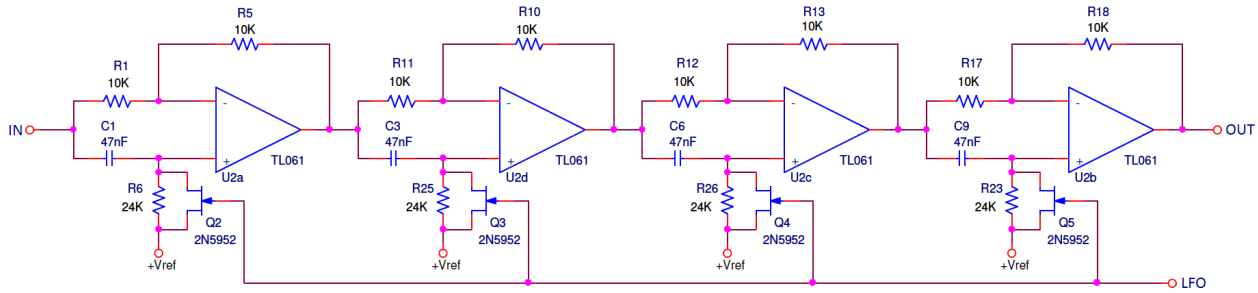 R5
10K
R10
10K
R13
10K
R18
10K
R1
10K
R11
10K
R12
10K
R17
10K
-
-
-
-
IN
OUT
C1
47nF
C3
47nF
C6
47nF
C9
47nF
+
+
+
+
TL061
TL061
TL061
TL061
U2a
U2d
U2c
U2b
R6
24K
R25
24K
R26
24K
R23
24K
Q2
2N5952
Q3
2N5952
Q4
2N5952
Q5
2N5952
+Vref
+Vref
+Vref
+Vref
LFO